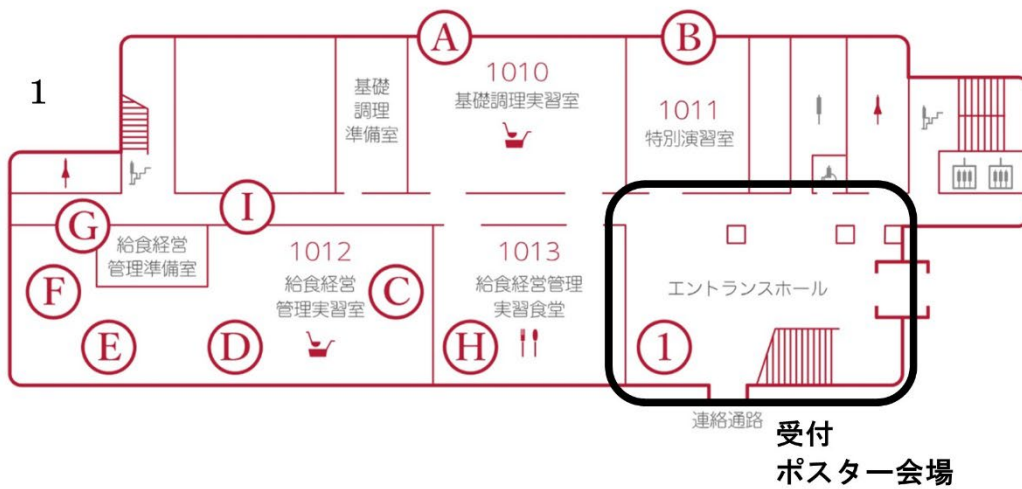 A
B
1
1010
基礎調理実習室
基礎
調理
準備室
1011
特別演習室
I
G
給食経営
管理準備室
1012
給食経営
管理実習室
1013
給食経営管理
実習食堂
エントランスホール
F
C
E
D
H
1
連絡通路
受付
ポスター会場